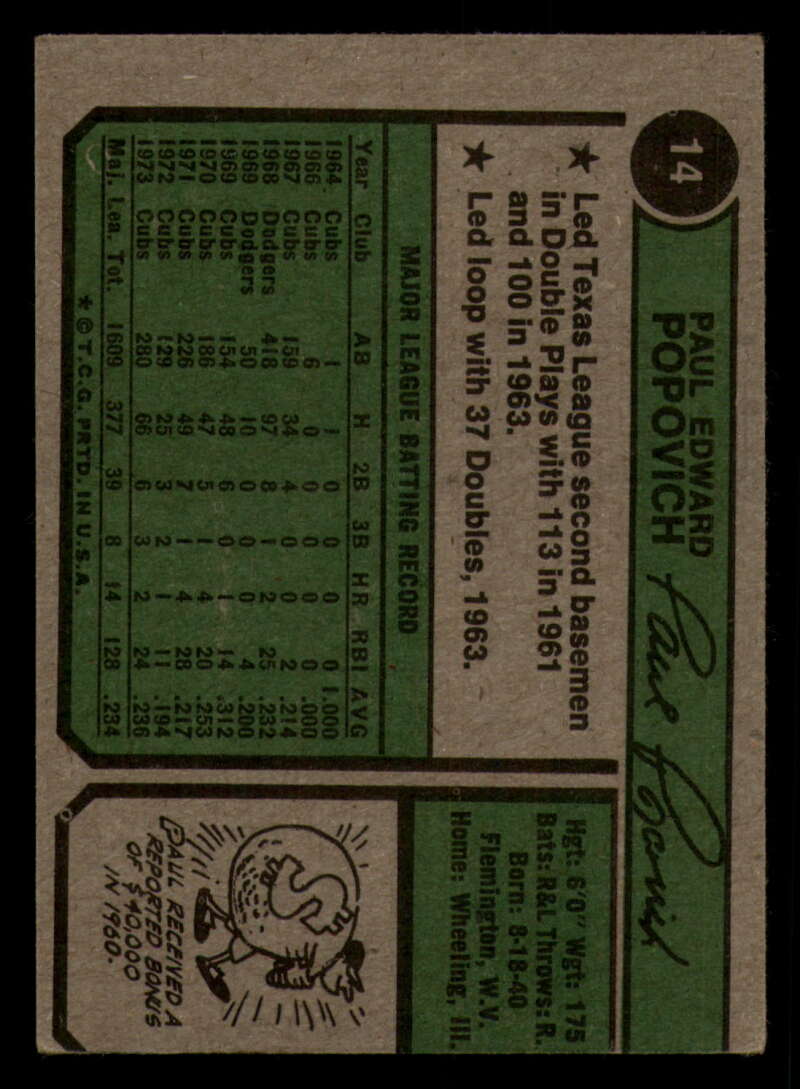 14
PAUL EDWARD
POPOVICH
Paul Popovich
Hgt: 6'0" Wgt: 175
Bats: R&L Throws: R.
Born: 8-18-40
Flemington, W.V.
Home: Wheeling, Ill.
★ Led Texas League second basemen
in Double Plays with 113 in 1961
and 100 in 1963.
★ Led loop with 37 Doubles, 1963.
MAJOR LEAGUE BATTING RECORD
Year Club AB H 2B 3B HR RBI AVG
1964 Cubs 1 1 0 0 0 0 1.000
1966 Cubs 6 0 0 0 0 0 .000
1967 Cubs 159 34 4 0 0 2 .214
1968 Dodgers 418 97 8 1 2 25 .232
1969 Dodgers 50 10 0 0 0 4 .200
1969 Cubs 154 48 6 0 1 14 .312
1970 Cubs 186 47 5 1 4 20 .253
1971 Cubs 226 49 7 1 4 28 .217
1972 Cubs 129 25 3 2 1 11 .194
1973 Cubs 280 66 6 3 2 24 .236
Maj. Lea. Tot. 1609 377 39 8 14 128 .234
* © T.C.G. PRTD. IN U.S.A.
$
PAUL RECEIVED A
REPORTED BONUS
OF $40,000
IN 1960.